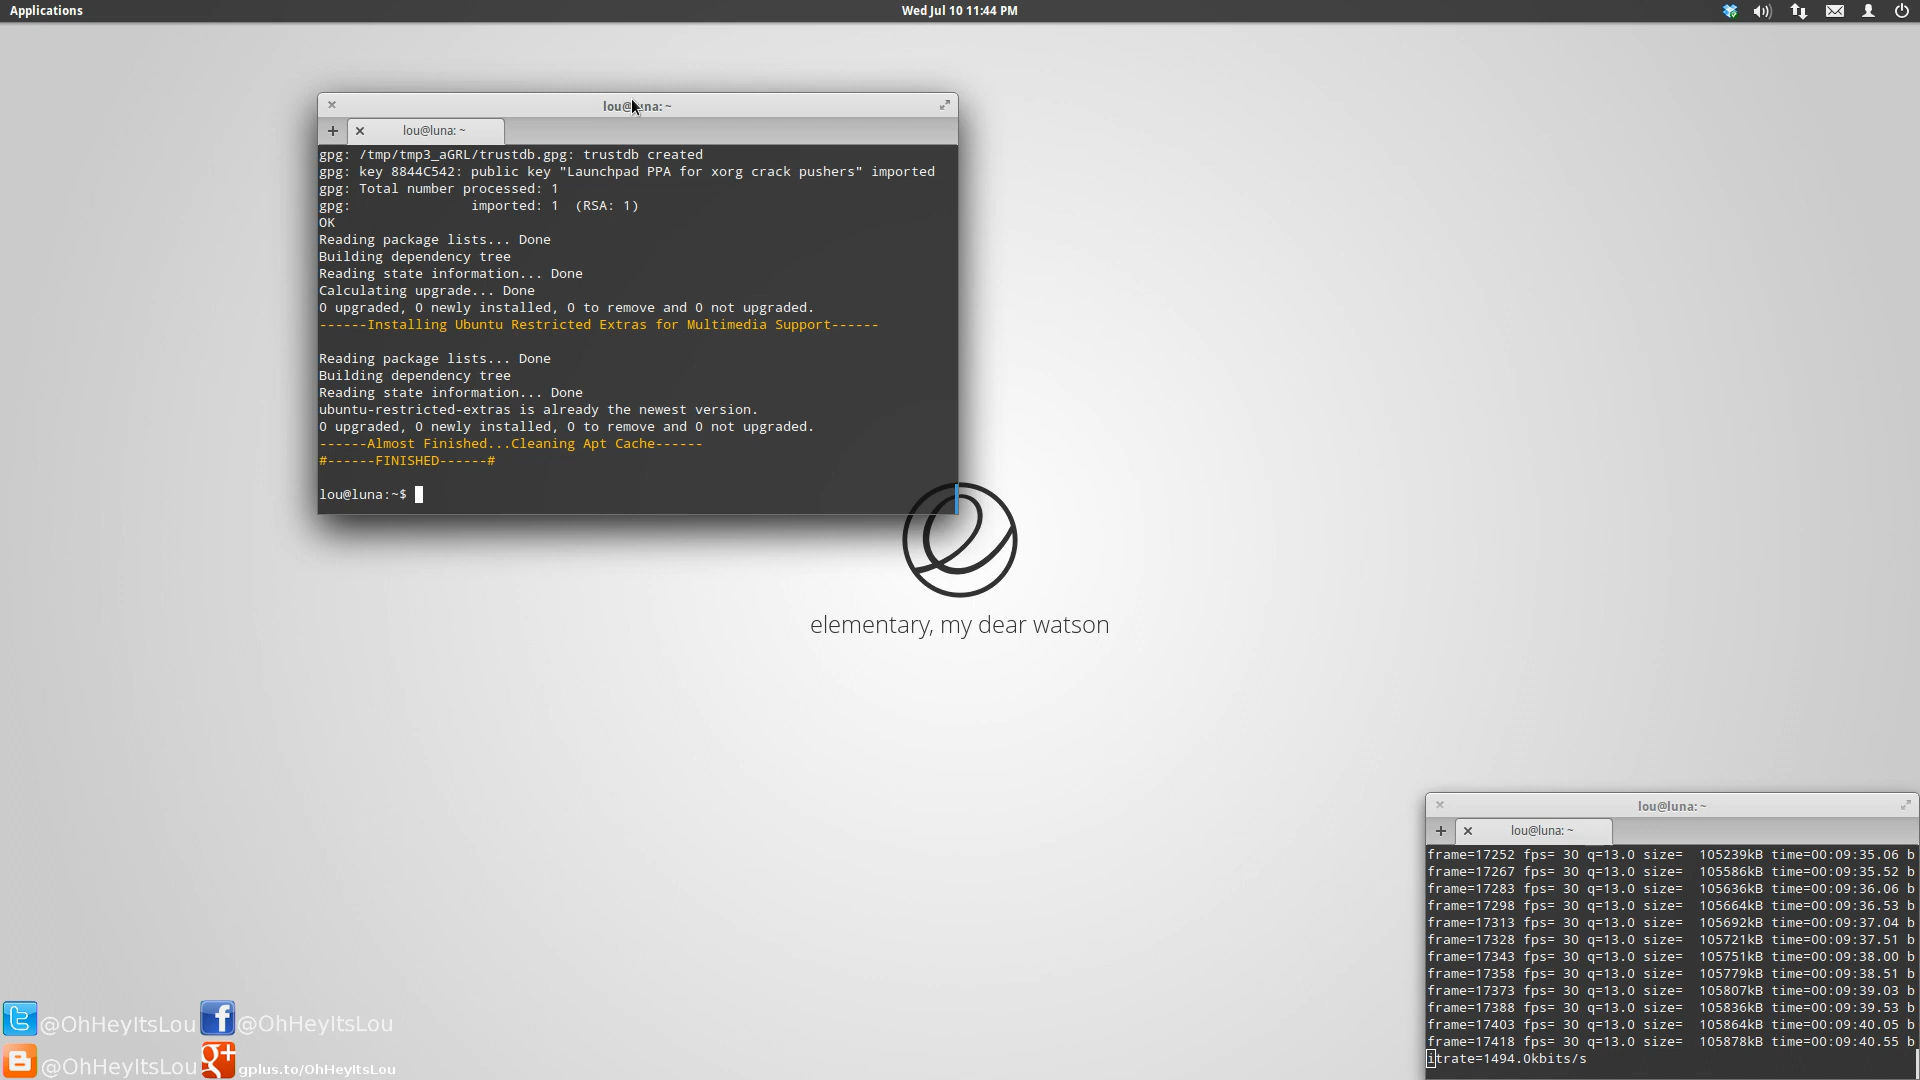 Applications
Wed Jul 10 11:44 PM
lou@luna: ~
lou@luna: ~
gpg: /tmp/tmp3_aGRL/trustdb.gpg: trustdb created
gpg: key 8844C542: public key "Launchpad PPA for xorg crack pushers" imported
gpg: Total number processed: 1
gpg:               imported: 1  (RSA: 1)
OK
Reading package lists... Done
Building dependency tree
Reading state information... Done
Calculating upgrade... Done
0 upgraded, 0 newly installed, 0 to remove and 0 not upgraded.
------Installing Ubuntu Restricted Extras for Multimedia Support------
Reading package lists... Done
Building dependency tree
Reading state information... Done
ubuntu-restricted-extras is already the newest version.
0 upgraded, 0 newly installed, 0 to remove and 0 not upgraded.
------Almost Finished...Cleaning Apt Cache------
#------FINISHED------#
lou@luna:~$
elementary, my dear watson
lou@luna: ~
lou@luna: ~
frame=17252 fps= 30 q=13.0 size=  105239kB time=00:09:35.06 b
frame=17267 fps= 30 q=13.0 size=  105586kB time=00:09:35.52 b
frame=17283 fps= 30 q=13.0 size=  105636kB time=00:09:36.06 b
frame=17298 fps= 30 q=13.0 size=  105664kB time=00:09:36.53 b
frame=17313 fps= 30 q=13.0 size=  105692kB time=00:09:37.04 b
frame=17328 fps= 30 q=13.0 size=  105721kB time=00:09:37.51 b
frame=17343 fps= 30 q=13.0 size=  105751kB time=00:09:38.00 b
frame=17358 fps= 30 q=13.0 size=  105779kB time=00:09:38.51 b
frame=17373 fps= 30 q=13.0 size=  105807kB time=00:09:39.03 b
frame=17388 fps= 30 q=13.0 size=  105836kB time=00:09:39.53 b
frame=17403 fps= 30 q=13.0 size=  105864kB time=00:09:40.05 b
frame=17418 fps= 30 q=13.0 size=  105878kB time=00:09:40.55 b
itrate=1494.0kbits/s
@OhHeyItsLou
@OhHeyItsLou
@OhHeyItsLou
gplus.to/OhHeyItsLou